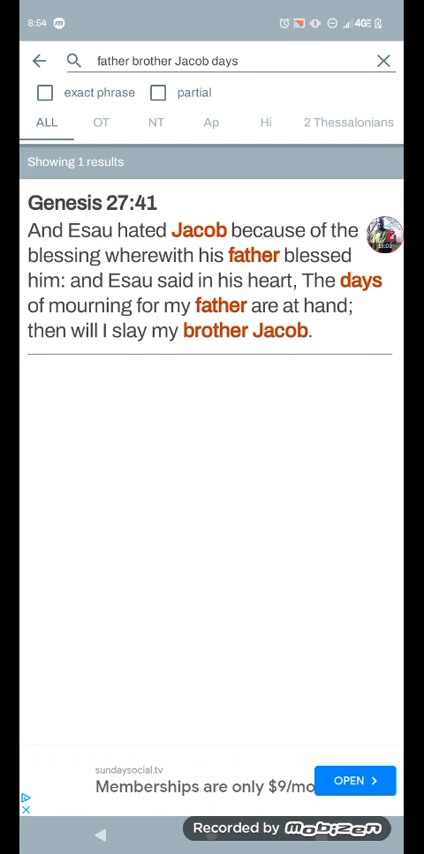 8:54
4GE
father brother Jacob days
exact phrase partial
ALL OT NT Ap Hi 2 Thessalonians
Showing 1 results
Genesis 27:41
And Esau hated Jacob because of the
blessing wherewith his father blessed
him: and Esau said in his heart, The days
of mourning for my father are at hand;
then will I slay my brother Jacob.
13:03
sundaysocial.tv
Memberships are only $9/mo
OPEN
Recorded by mobizen